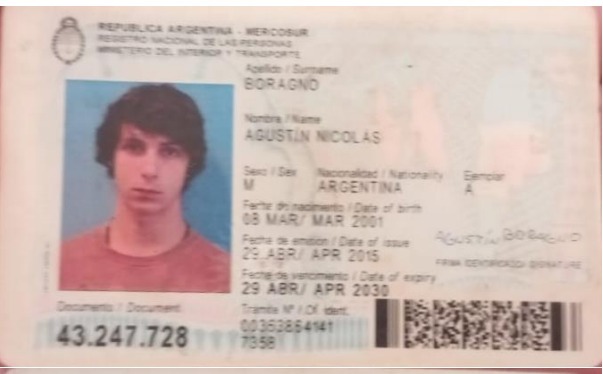 REPUBLICA ARGENTINA - MERCOSUR
REGISTRO NACIONAL DE LAS PERSONAS
MINISTERIO DEL INTERIOR Y TRANSPORTE
Apellido / Surname
BORAGNO
Nombre / Name
AGUSTÍN NICOLAS
Sexo / Sex Nacionalidad / Nationality Ejemplar
M ARGENTINA A
Fecha de nacimiento / Date of birth
08 MAR/ MAR 2001
Fecha de emisión / Date of issue
29 ABR/ APR 2015
AGUSTÍN BORAGNO
FIRMA IDENTIFICADO / SIGNATURE
Fecha de vencimiento / Date of expiry
29 ABR/ APR 2030
Documento / Document
43.247.728
Trámite Nº / Of. ident.
00353864141
7358